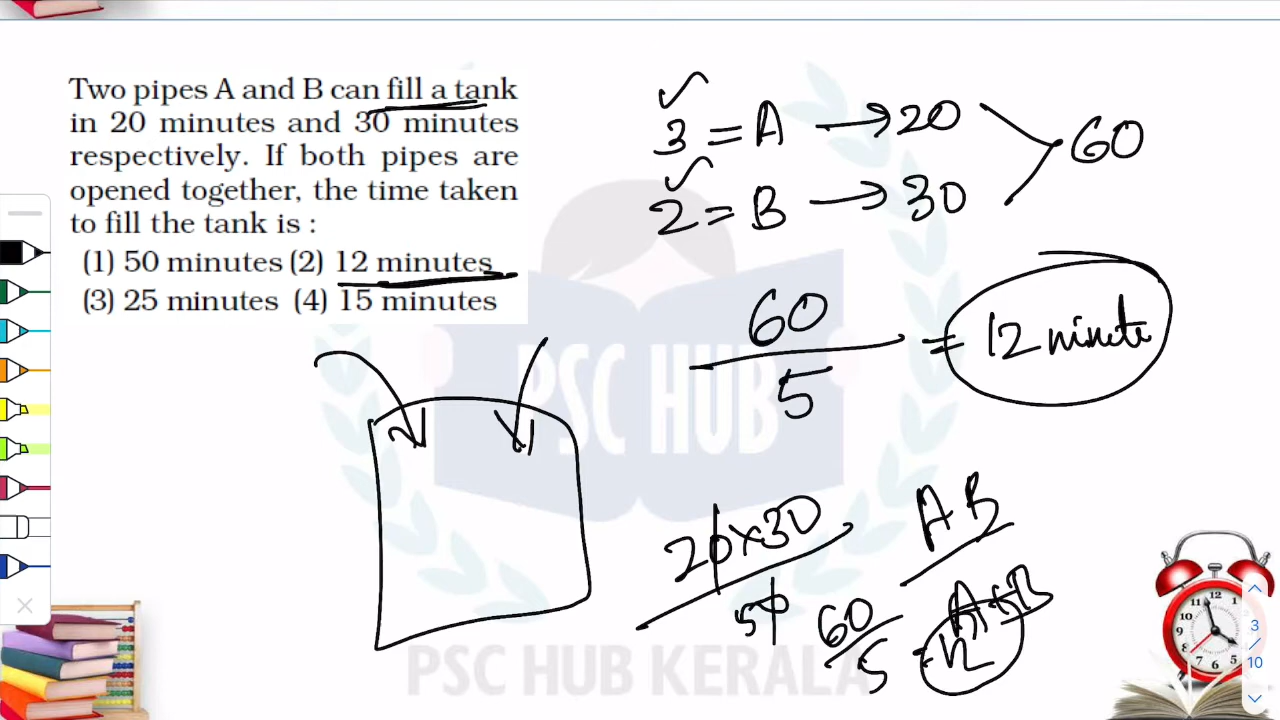 Two pipes A and B can fill a tank
in 20 minutes and 30 minutes
respectively. If both pipes are
opened together, the time taken
to fill the tank is :
(1) 50 minutes (2) 12 minutes
(3) 25 minutes (4) 15 minutes
3 = A → 20
60
2 = B → 30
60
5
= 12 minute
20x30
50
AB
A+B
60
5
= 12
PSC HUB
PSC HUB KERALA
3
/
10